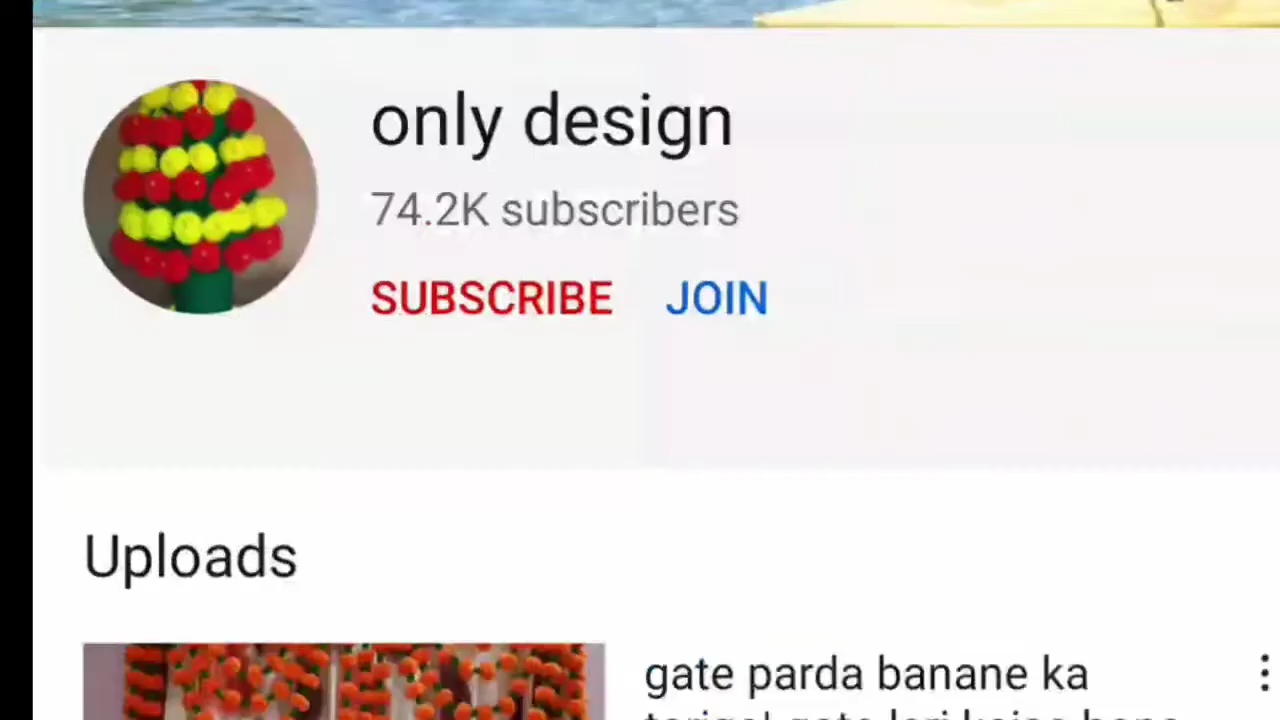 only design
74.2K subscribers
SUBSCRIBE JOIN
Uploads
gate parda banane ka